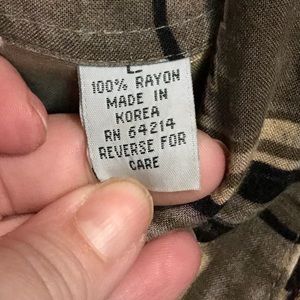 L
100% RAYON
MADE IN
KOREA
RN 64214
REVERSE FOR
CARE